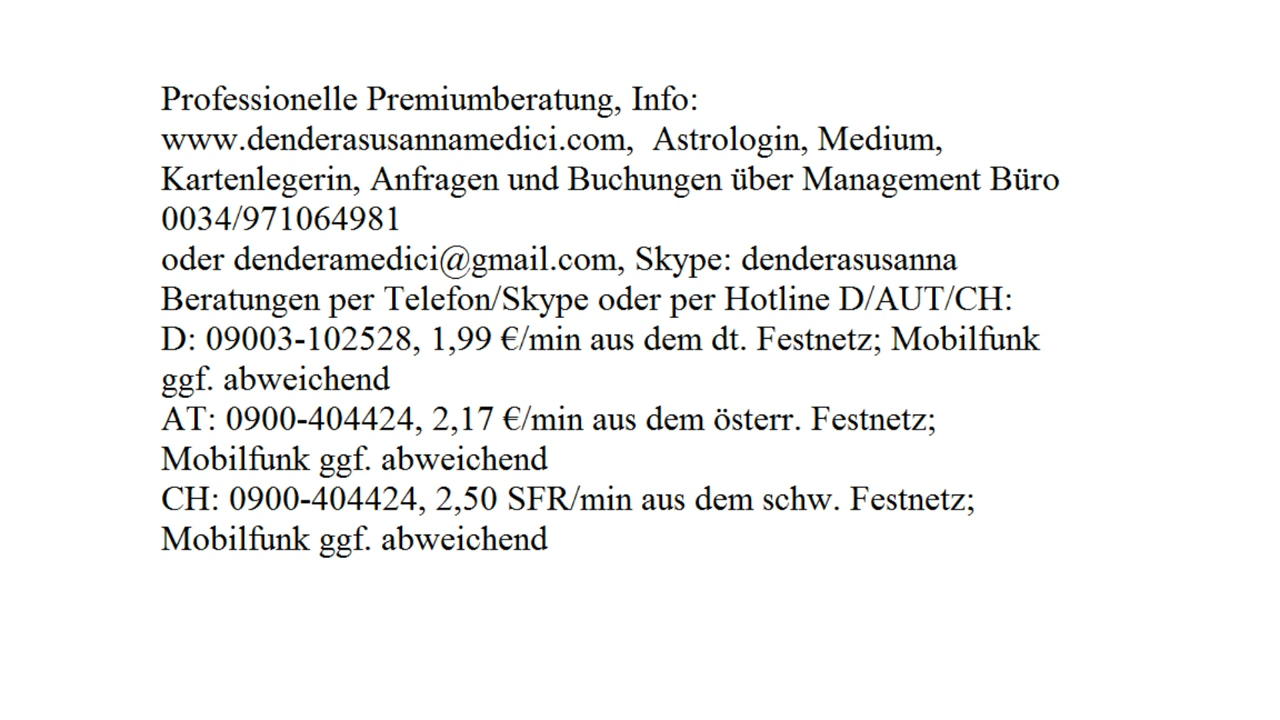 Professionelle Premiumberatung, Info:
www.denderasusannamedici.com,  Astrologin, Medium,
Kartenlegerin, Anfragen und Buchungen über Management Büro
0034/971064981
oder denderamedici@gmail.com, Skype: denderasusanna
Beratungen per Telefon/Skype oder per Hotline D/AUT/CH:
D: 09003-102528, 1,99 €/min aus dem dt. Festnetz; Mobilfunk
ggf. abweichend
AT: 0900-404424, 2,17 €/min aus dem österr. Festnetz;
Mobilfunk ggf. abweichend
CH: 0900-404424, 2,50 SFR/min aus dem schw. Festnetz;
Mobilfunk ggf. abweichend